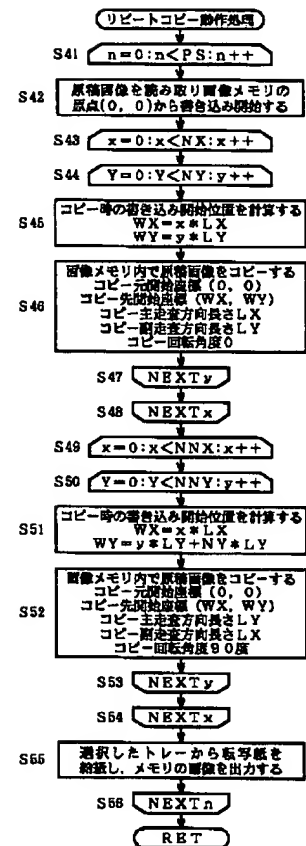 リピートコピー動作処理
S41 n=0:n<PS:n++
S42 原稿画像を読み取り画像メモリの
原点(0, 0)から書き込み開始する
S43 x=0:x<NX:x++
S44 Y=0:Y<NY:y++
S45 コピー時の書き込み開始位置を計算する
WX=x*LX
WY=y*LY
S46 画像メモリ内で原稿画像をコピーする
コピー元開始座標 (0, 0)
コピー先開始座標 (WX, WY)
コピー主走査方向長さLX
コピー副走査方向長さLY
コピー回転角度0
S47 NEXTy
S48 NEXTx
S49 x=0:x<NNX:x++
S50 Y=0:Y<NNY:y++
S51 コピー時の書き込み開始位置を計算する
WX=x*LX
WY=y*LY+NY*LY
S52 画像メモリ内で原稿画像をコピーする
コピー元開始座標 (0, 0)
コピー先開始座標 (WX, WY)
コピー主走査方向長さLY
コピー副走査方向長さLX
コピー回転角度90度
S53 NEXTy
S54 NEXTx
S55 選択したトレーから転写紙を
給紙し、メモリの画像を出力する
S56 NEXTn
RET